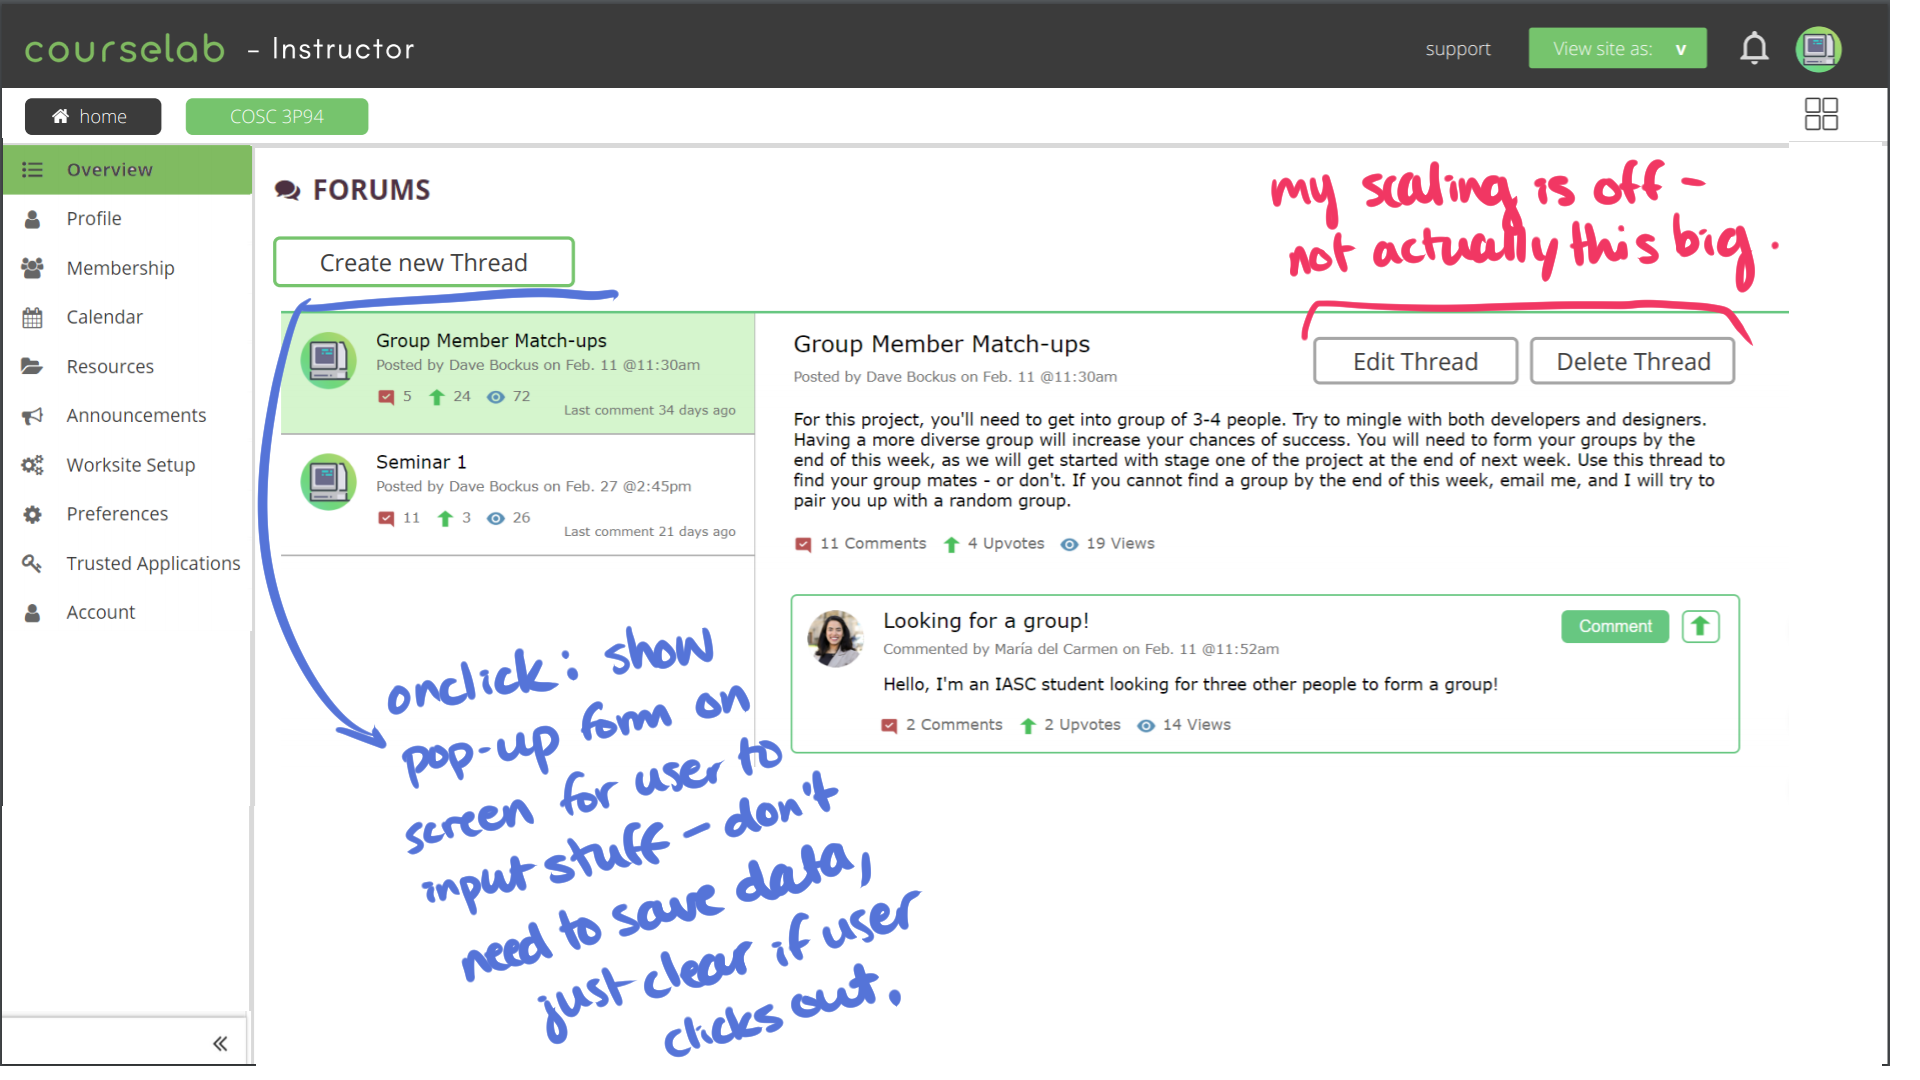 courselab - Instructor
support
View site as: v
home
COSC 3P94
Overview
Profile
Membership
Calendar
Resources
Announcements
Worksite Setup
Preferences
Trusted Applications
Account
«
FORUMS
my scaling is off -
not actually this big.
Create new Thread
Group Member Match-ups
Posted by Dave Bockus on Feb. 11 @11:30am
5 24 72
Last comment 34 days ago
Seminar 1
Posted by Dave Bockus on Feb. 27 @2:45pm
11 3 26
Last comment 21 days ago
onclick: show
pop-up form on
screen for user to
input stuff - don't
need to save data,
just clear if user
clicks out.
Group Member Match-ups
Posted by Dave Bockus on Feb. 11 @11:30am
Edit Thread
Delete Thread
For this project, you'll need to get into group of 3-4 people. Try to mingle with both developers and designers.
Having a more diverse group will increase your chances of success. You will need to form your groups by the
end of this week, as we will get started with stage one of the project at the end of next week. Use this thread to
find your group mates - or don't. If you cannot find a group by the end of this week, email me, and I will try to
pair you up with a random group.
11 Comments 4 Upvotes 19 Views
Looking for a group!
Commented by María del Carmen on Feb. 11 @11:52am
Comment
Hello, I'm an IASC student looking for three other people to form a group!
2 Comments 2 Upvotes 14 Views